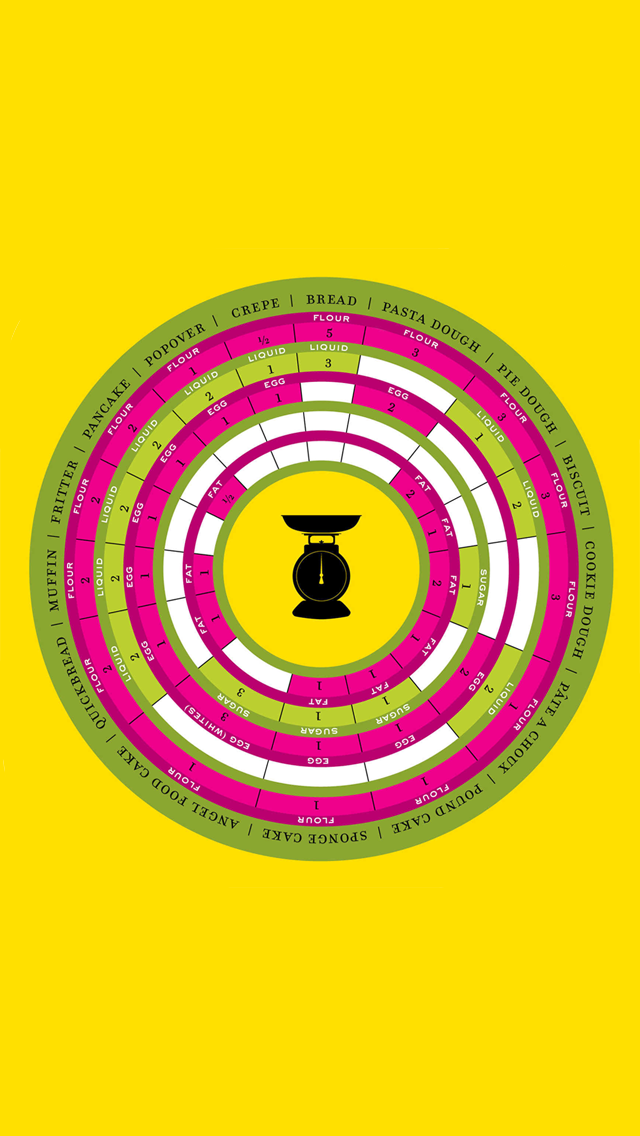 BREAD | PASTA DOUGH | PIE DOUGH | BISCUIT | COOKIE DOUGH | PÂTE A CHOUX | POUND CAKE | SPONGE CAKE | ANGEL FOOD CAKE | QUICKBREAD | MUFFIN | FRITTER | PANCAKE | POPOVER | CREPE |
FLOUR FLOUR FLOUR FLOUR FLOUR FLOUR FLOUR FLOUR FLOUR FLOUR FLOUR FLOUR FLOUR FLOUR
5 3 3 3 3 1 1 1 1 2 2 2 2 1 ½
LIQUID LIQUID LIQUID LIQUID LIQUID LIQUID LIQUID LIQUID LIQUID LIQUID
3 1 2 2 2 2 2 2 2 1
EGG EGG EGG EGG EGG (WHITES) EGG EGG EGG EGG EGG EGG
2 2 1 1 3 1 1 1 1 1 1
SUGAR SUGAR SUGAR SUGAR
1 1 1 3
FAT FAT FAT FAT FAT FAT FAT FAT FAT
2 1 2 1 1 1 1 1 ½